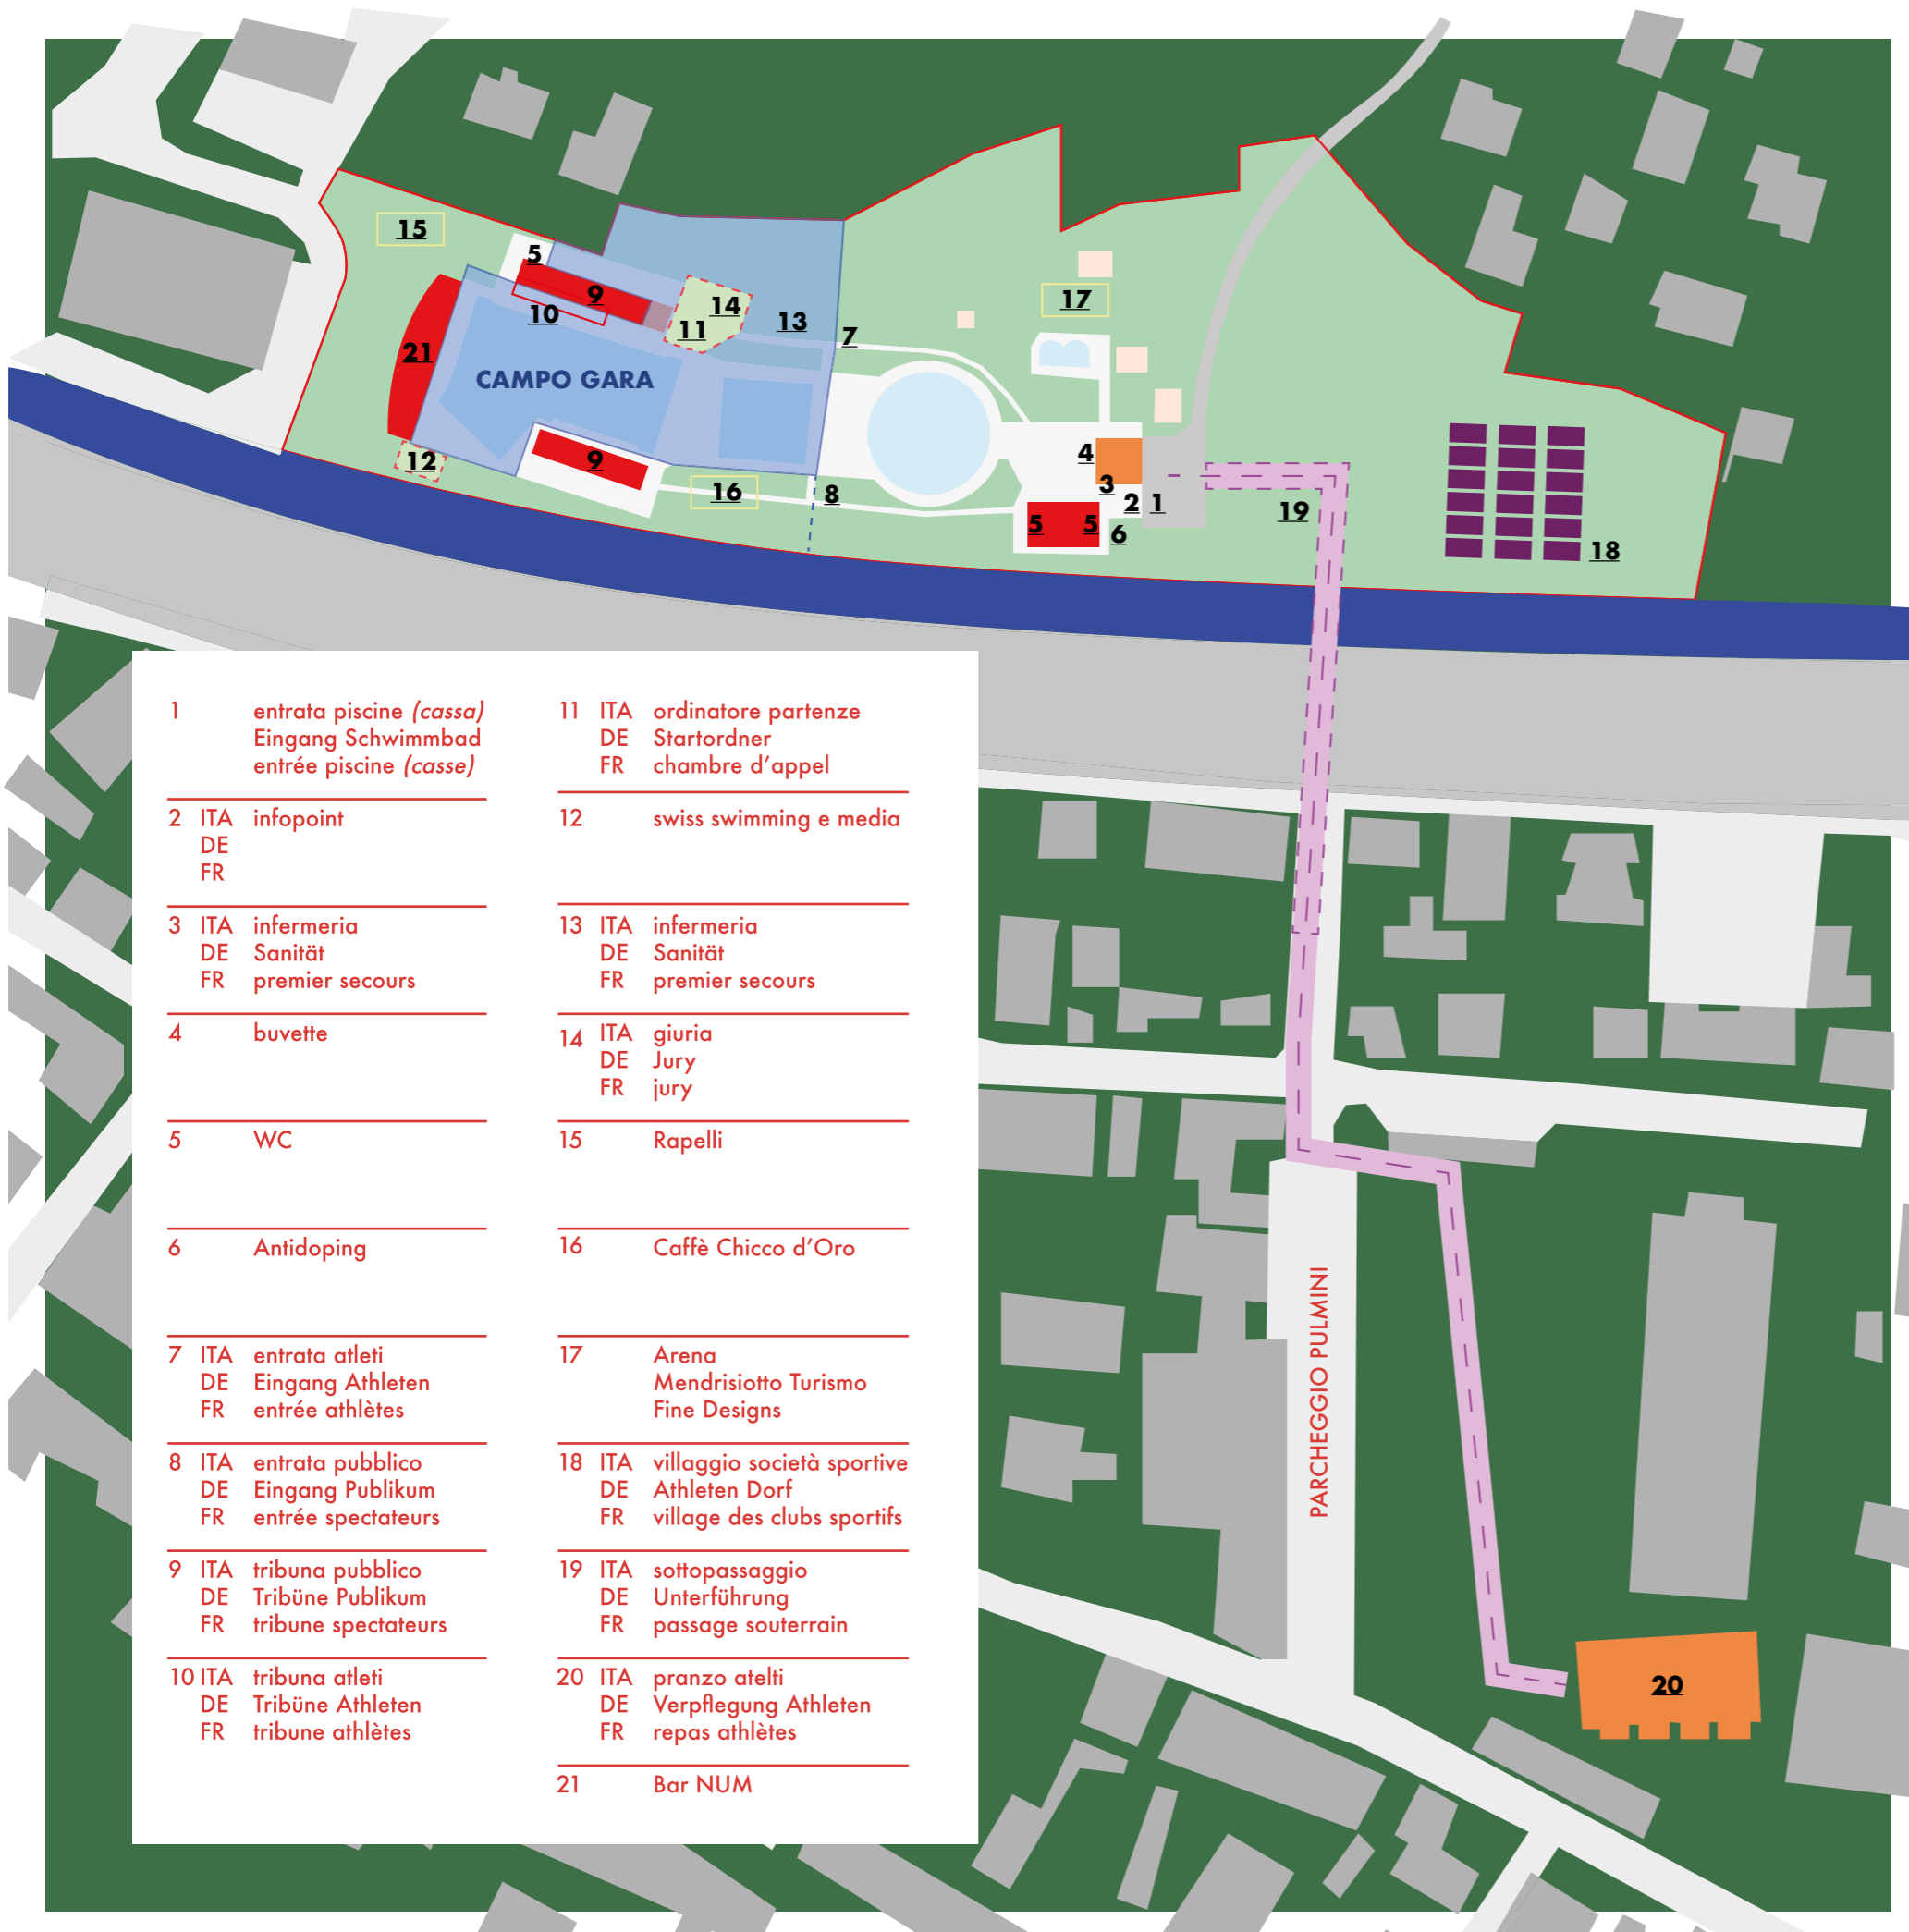 15
5
9
14
10
11
13
7
17
21
CAMPO GARA
12
9
16
8
4
3
2
1
19
5
5
6
18
1 entrata piscine (cassa)
Eingang Schwimmbad
entrée piscine (casse)
2 ITA infopoint
DE
FR
3 ITA infermeria
DE Sanität
FR premier secours
4 buvette
5 WC
6 Antidoping
7 ITA entrata atleti
DE Eingang Athleten
FR entrée athlètes
8 ITA entrata pubblico
DE Eingang Publikum
FR entrée spectateurs
9 ITA tribuna pubblico
DE Tribüne Publikum
FR tribune spectateurs
10 ITA tribuna atleti
DE Tribüne Athleten
FR tribune athlètes
11 ITA ordinatore partenze
DE Startordner
FR chambre d'appel
12 swiss swimming e media
13 ITA infermeria
DE Sanität
FR premier secours
14 ITA giuria
DE Jury
FR jury
15 Rapelli
16 Caffè Chicco d'Oro
17 Arena
Mendrisiotto Turismo
Fine Designs
18 ITA villaggio società sportive
DE Athleten Dorf
FR village des clubs sportifs
19 ITA sottopassaggio
DE Unterführung
FR passage souterrain
20 ITA pranzo atelti
DE Verpflegung Athleten
FR repas athlètes
21 Bar NUM
PARCHEGGIO PULMINI
20